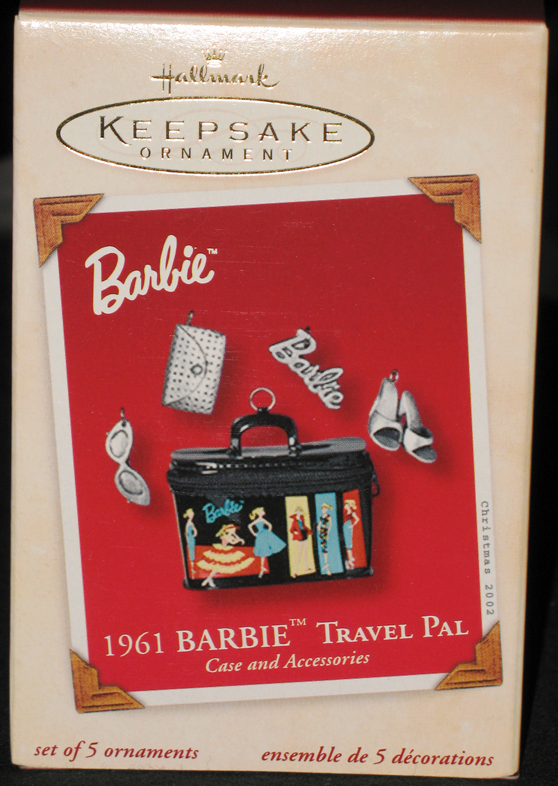 Hallmark
KEEPSAKE
ORNAMENT
Barbie™
Barbie
Barbie
Christmas 2002
1961 BARBIE™ TRAVEL PAL
Case and Accessories
set of 5 ornaments
ensemble de 5 décorations